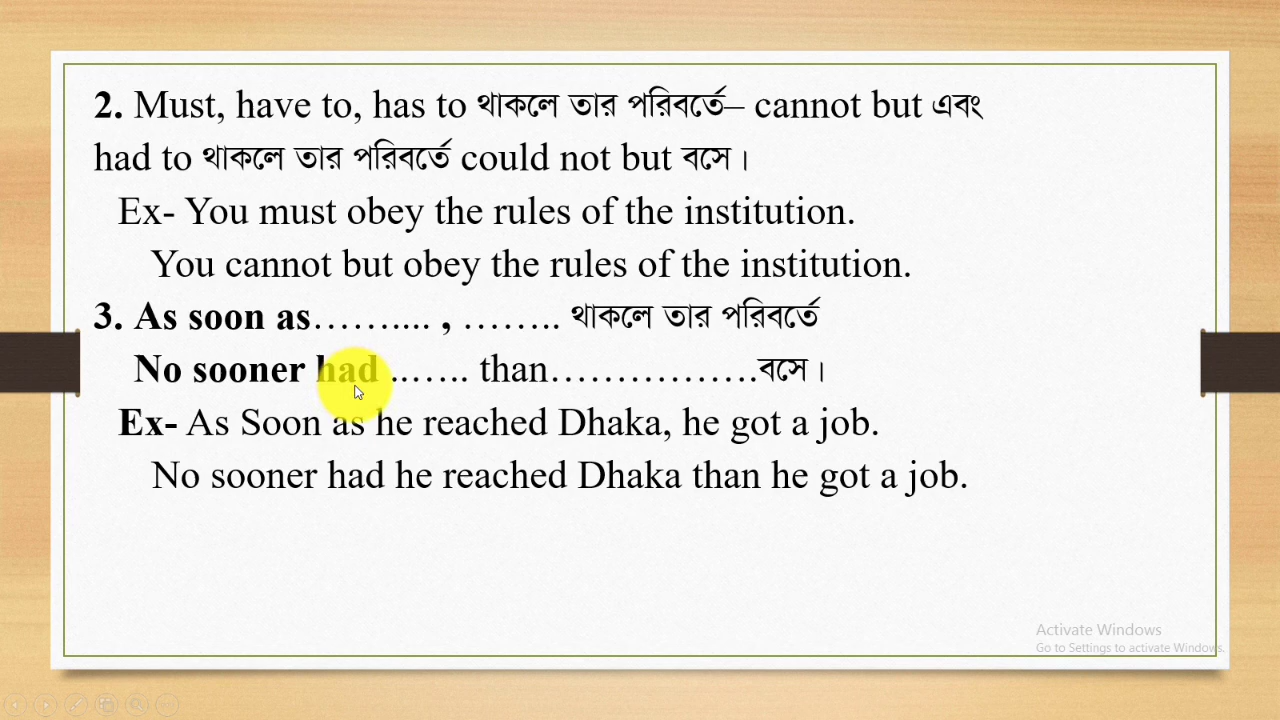 2. Must, have to, has to থাকলে তার পরিবর্তে– cannot but এবং
had to থাকলে তার পরিবর্তে could not but বসে।
Ex- You must obey the rules of the institution.
You cannot but obey the rules of the institution.
3. As soon as…….... , …….. থাকলে তার পরিবর্তে
No sooner had ..….. than…………….বসে।
Ex- As Soon as he reached Dhaka, he got a job.
No sooner had he reached Dhaka than he got a job.
Activate Windows
Go to Settings to activate Windows.